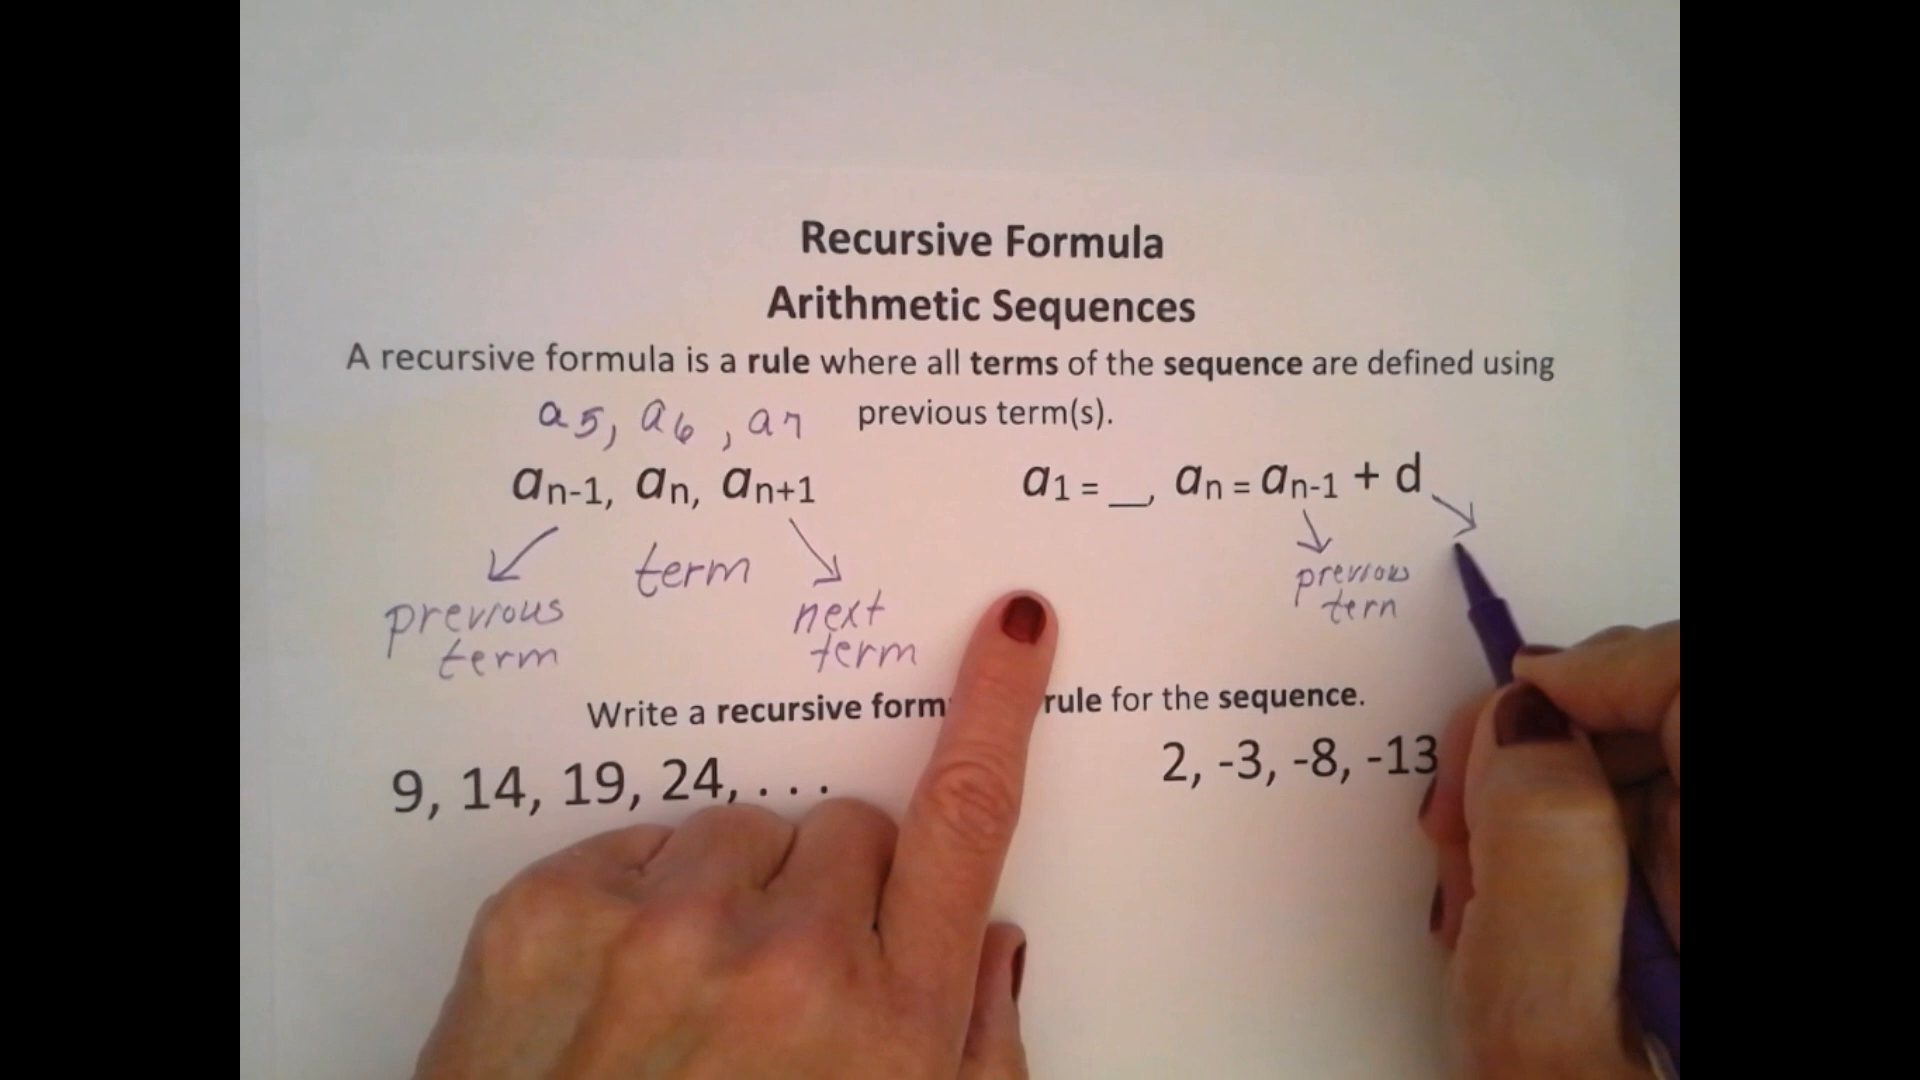 Recursive Formula
Arithmetic Sequences
A recursive formula is a rule where all terms of the sequence are defined using
previous term(s).
a5, a6, a7
an-1, an, an+1
a1 = __, an = an-1 + d
previous
term
term
next
term
previous
tern
Write a recursive form rule for the sequence.
9, 14, 19, 24, . . .
2, -3, -8, -13